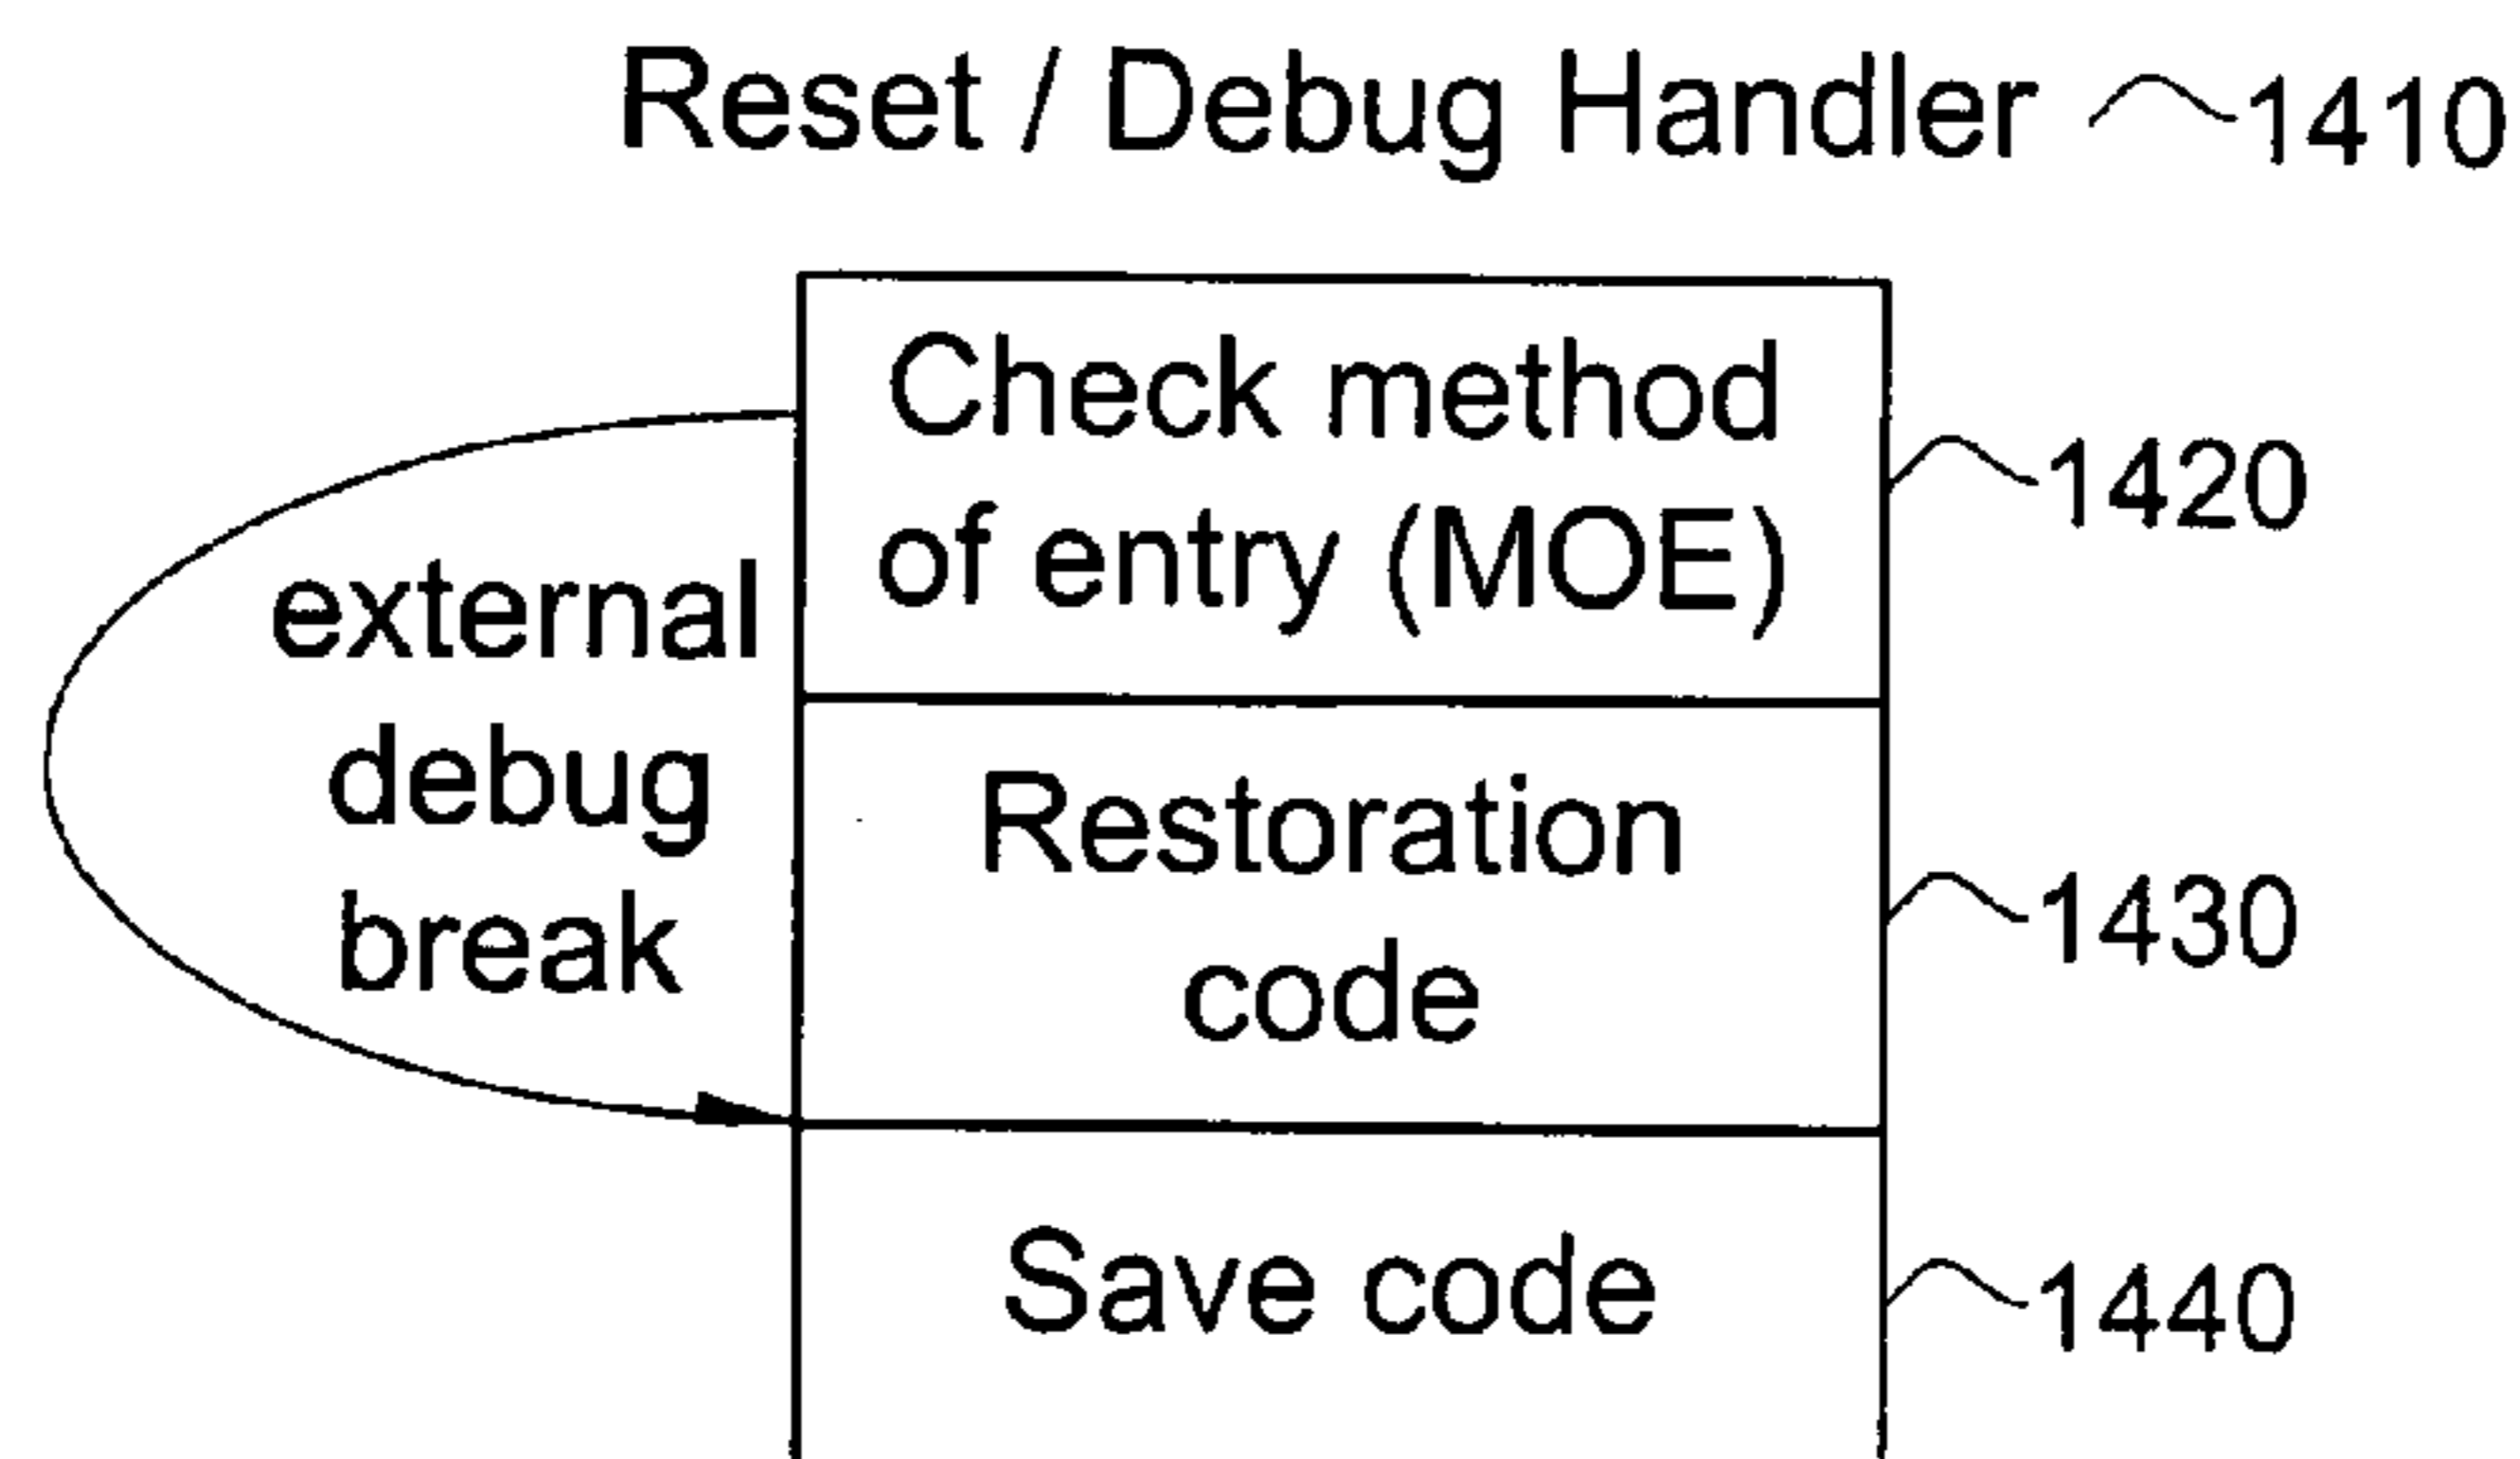 Reset / Debug Handler 1410
Check method
of entry (MOE)
1420
external
debug
break
Restoration
code
1430
Save code
1440